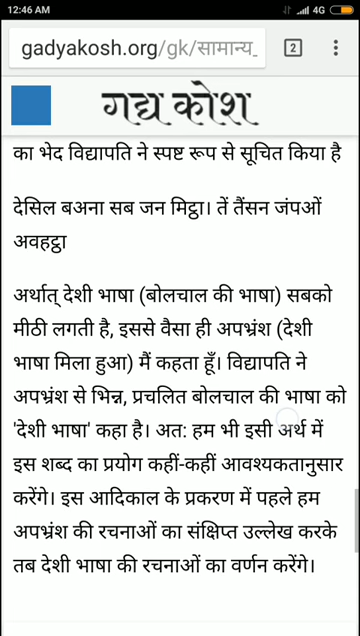 12:46 AM 4G
gadyakosh.org/gk/सामान्य_ 2
गद्य कोश
का भेद विद्यापति ने स्पष्ट रूप से सूचित किया है
देसिल बअना सब जन मिट्ठा। तें तैंसन जंपओं
अवहट्ठा
अर्थात् देशी भाषा (बोलचाल की भाषा) सबको
मीठी लगती है, इससे वैसा ही अपभ्रंश (देशी
भाषा मिला हुआ) मैं कहता हूँ। विद्यापति ने
अपभ्रंश से भिन्न, प्रचलित बोलचाल की भाषा को
'देशी भाषा' कहा है। अत: हम भी इसी अर्थ में
इस शब्द का प्रयोग कहीं-कहीं आवश्यकतानुसार
करेंगे। इस आदिकाल के प्रकरण में पहले हम
अपभ्रंश की रचनाओं का संक्षिप्त उल्लेख करके
तब देशी भाषा की रचनाओं का वर्णन करेंगे।